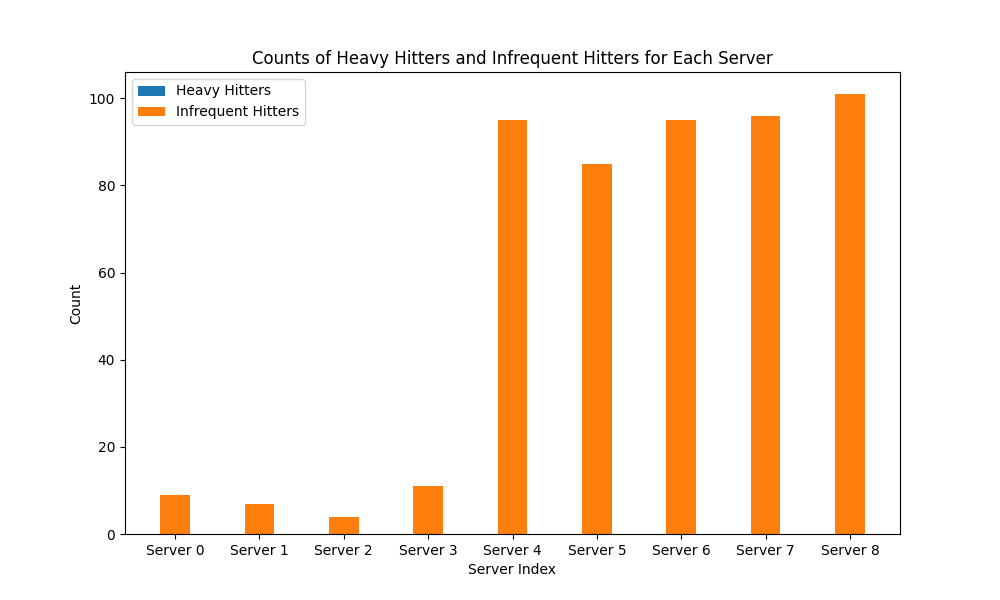 Counts of Heavy Hitters and Infrequent Hitters for Each Server
Heavy Hitters
Infrequent Hitters
100
80
60
40
20
0
Count
Server 0 Server 1 Server 2 Server 3 Server 4 Server 5 Server 6 Server 7 Server 8
Server Index